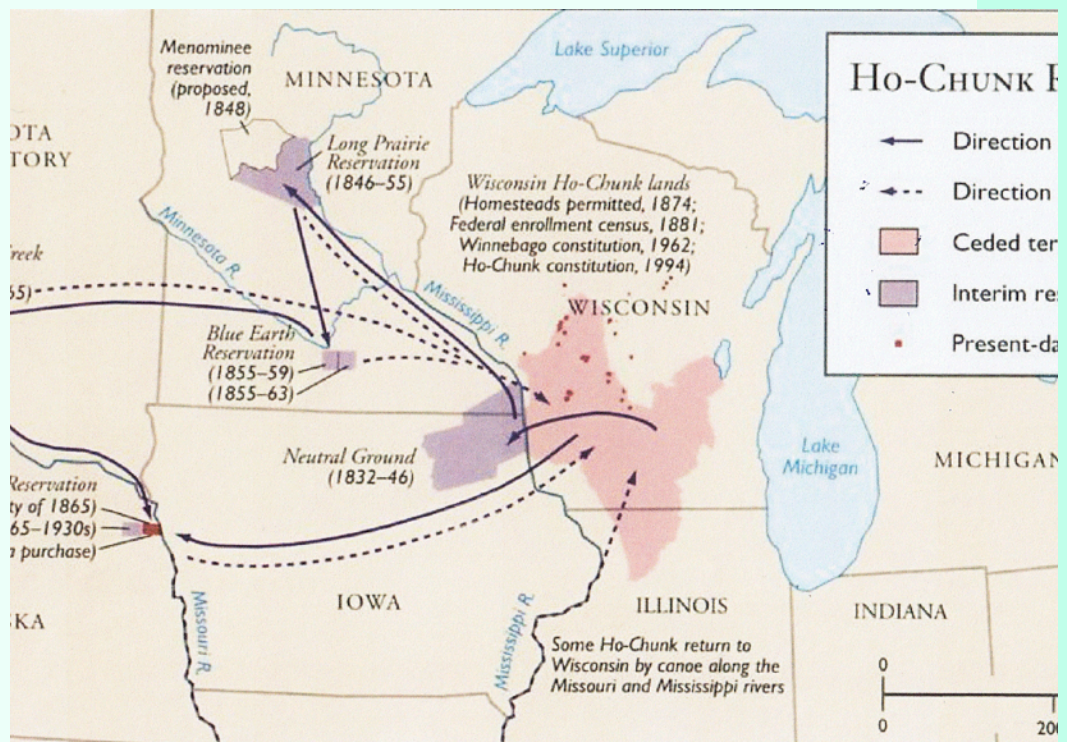 Menominee
reservation
(proposed,
1848)
MINNESOTA
Lake Superior
OTA
TORY
Long Prairie
Reservation
(1846–55)
Wisconsin Ho-Chunk lands
(Homesteads permitted, 1874;
Federal enrollment census, 1881;
Winnebago constitution, 1962;
Ho-Chunk constitution, 1994)
Minnesota R.
reek
65)
Mississippi R.
WISCONSIN
Blue Earth
Reservation
(1855–59)
(1855–63)
Neutral Ground
(1832–46)
Lake
Michigan
MICHIGAN
Reservation
ty of 1865)
65–1930s)
a purchase)
Missouri R.
IOWA
Mississippi R.
ILLINOIS
INDIANA
SKA
Some Ho-Chunk return to
Wisconsin by canoe along the
Missouri and Mississippi rivers
HO-CHUNK R
Direction
Direction
Ceded ter
Interim res
Present-da
0
0
200